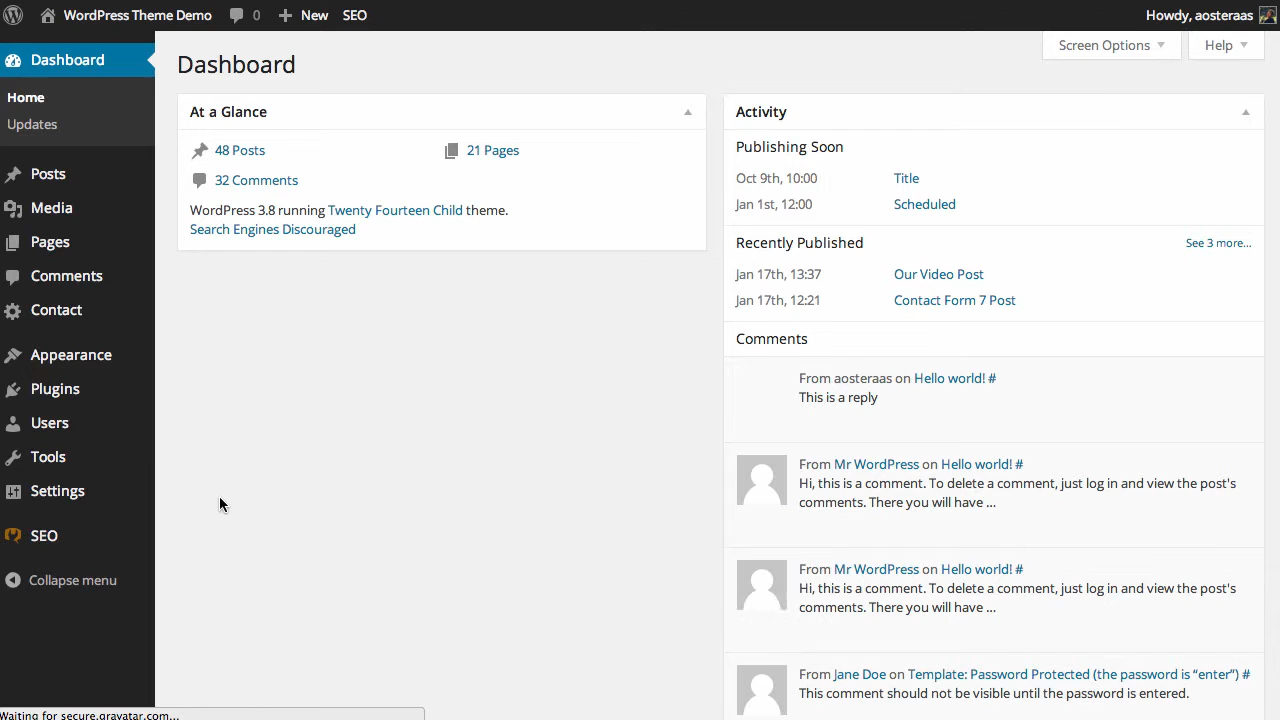 WordPress Theme Demo 0 New SEO Howdy, aosteraas
Screen Options Help
Dashboard
Home
Updates
Posts
Media
Pages
Comments
Contact
Appearance
Plugins
Users
Tools
Settings
SEO
Collapse menu
Dashboard
At a Glance
48 Posts 21 Pages
32 Comments
WordPress 3.8 running Twenty Fourteen Child theme.
Search Engines Discouraged
Activity
Publishing Soon
Oct 9th, 10:00 Title
Jan 1st, 12:00 Scheduled
Recently Published See 3 more...
Jan 17th, 13:37 Our Video Post
Jan 17th, 12:21 Contact Form 7 Post
Comments
From aosteraas on Hello world! #
This is a reply
From Mr WordPress on Hello world! #
Hi, this is a comment. To delete a comment, just log in and view the post's
comments. There you will have ...
From Mr WordPress on Hello world! #
Hi, this is a comment. To delete a comment, just log in and view the post's
comments. There you will have ...
From Jane Doe on Template: Password Protected (the password is “enter”) #
This comment should not be visible until the password is entered.
Waiting for secure.gravatar.com...